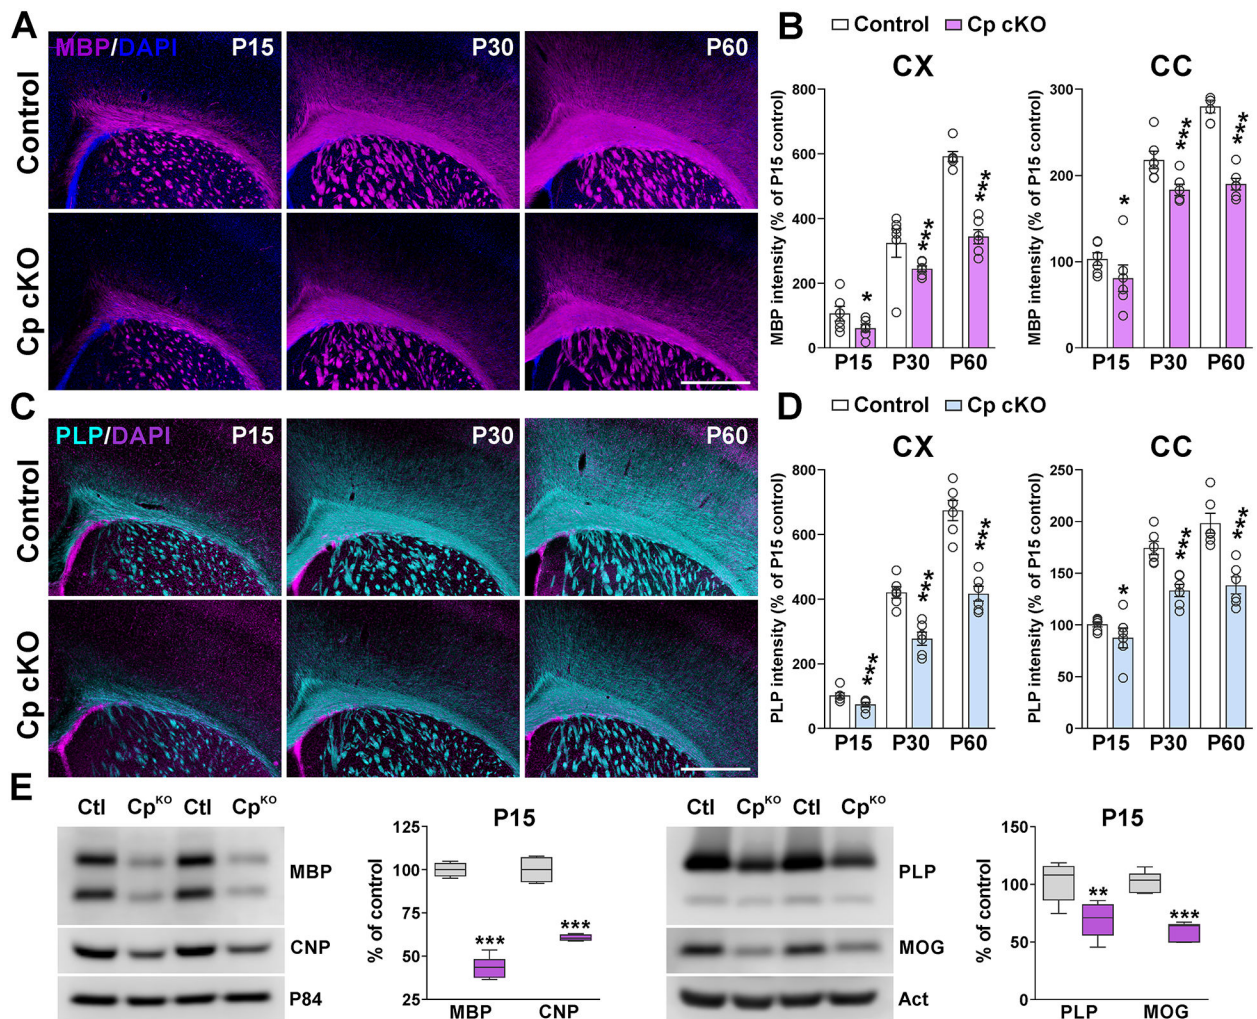 A
MBP/DAPI P15
P30
P60
Control
Cp cKO
B
Control Cp cKO
CX
MBP intensity (% of P15 control)
800
600
400
200
0
*
***
***
P15 P30 P60
CC
MBP intensity (% of P15 control)
300
200
100
0
*
***
***
P15 P30 P60
C
PLP/DAPI P15
P30
P60
Control
Cp cKO
D
Control Cp cKO
CX
PLP intensity (% of P15 control)
800
600
400
200
0
***
***
***
P15 P30 P60
CC
PLP intensity (% of P15 control)
250
200
150
100
50
0
*
***
***
P15 P30 P60
E
Ctl CpKO Ctl CpKO
MBP
CNP
P84
P15
% of control
125
100
75
50
25
***
***
MBP CNP
Ctl CpKO Ctl CpKO
PLP
MOG
Act
P15
% of control
150
100
50
0
**
***
PLP MOG